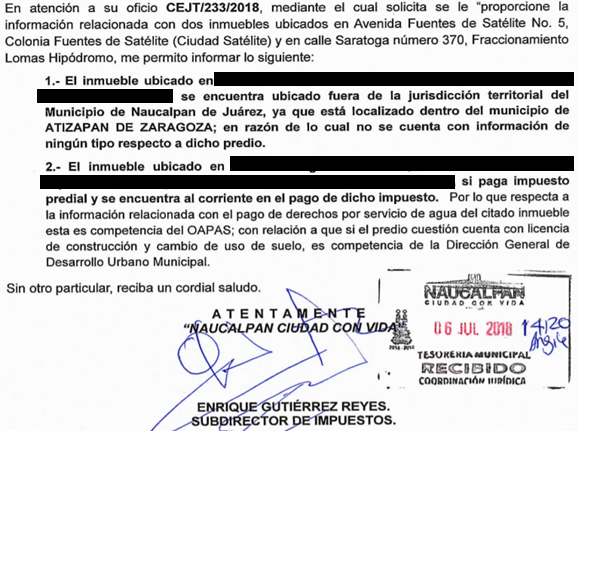 En atención a su oficio CEJT/233/2018, mediante el cual solicita se le "proporcione la
información relacionada con dos inmuebles ubicados en Avenida Fuentes de Satélite No. 5,
Colonia Fuentes de Satélite (Ciudad Satélite) y en calle Saratoga número 370, Fraccionamiento
Lomas Hipódromo, me permito informar lo siguiente:
1.- El inmueble ubicado en
se encuentra ubicado fuera de la jurisdicción territorial del
Municipio de Naucalpan de Juárez, ya que está localizado dentro del municipio de
ATIZAPAN DE ZARAGOZA; en razón de lo cual no se cuenta con información de
ningún tipo respecto a dicho predio.
2.- El inmueble ubicado en
, si paga impuesto
predial y se encuentra al corriente en el pago de dicho impuesto. Por lo que respecta a
la información relacionada con el pago de derechos por servicio de agua del citado inmueble
esta es competencia del OAPAS; con relación a que si el predio cuestión cuenta con licencia
de construcción y cambio de uso de suelo, es competencia de la Dirección General de
Desarrollo Urbano Municipal.
Sin otro particular, reciba un cordial saludo.
A T E N T A M E N T E
"NAUCALPAN CIUDAD CON VIDA"
NAUCALPAN
CIUDAD CON VIDA
06 JUL 2018 14:20
TESORERIA MUNICIPAL
RECIBIDO
COORDINACIÓN JURÍDICA
ENRIQUE GUTIÉRREZ REYES.
SUBDIRECTOR DE IMPUESTOS.